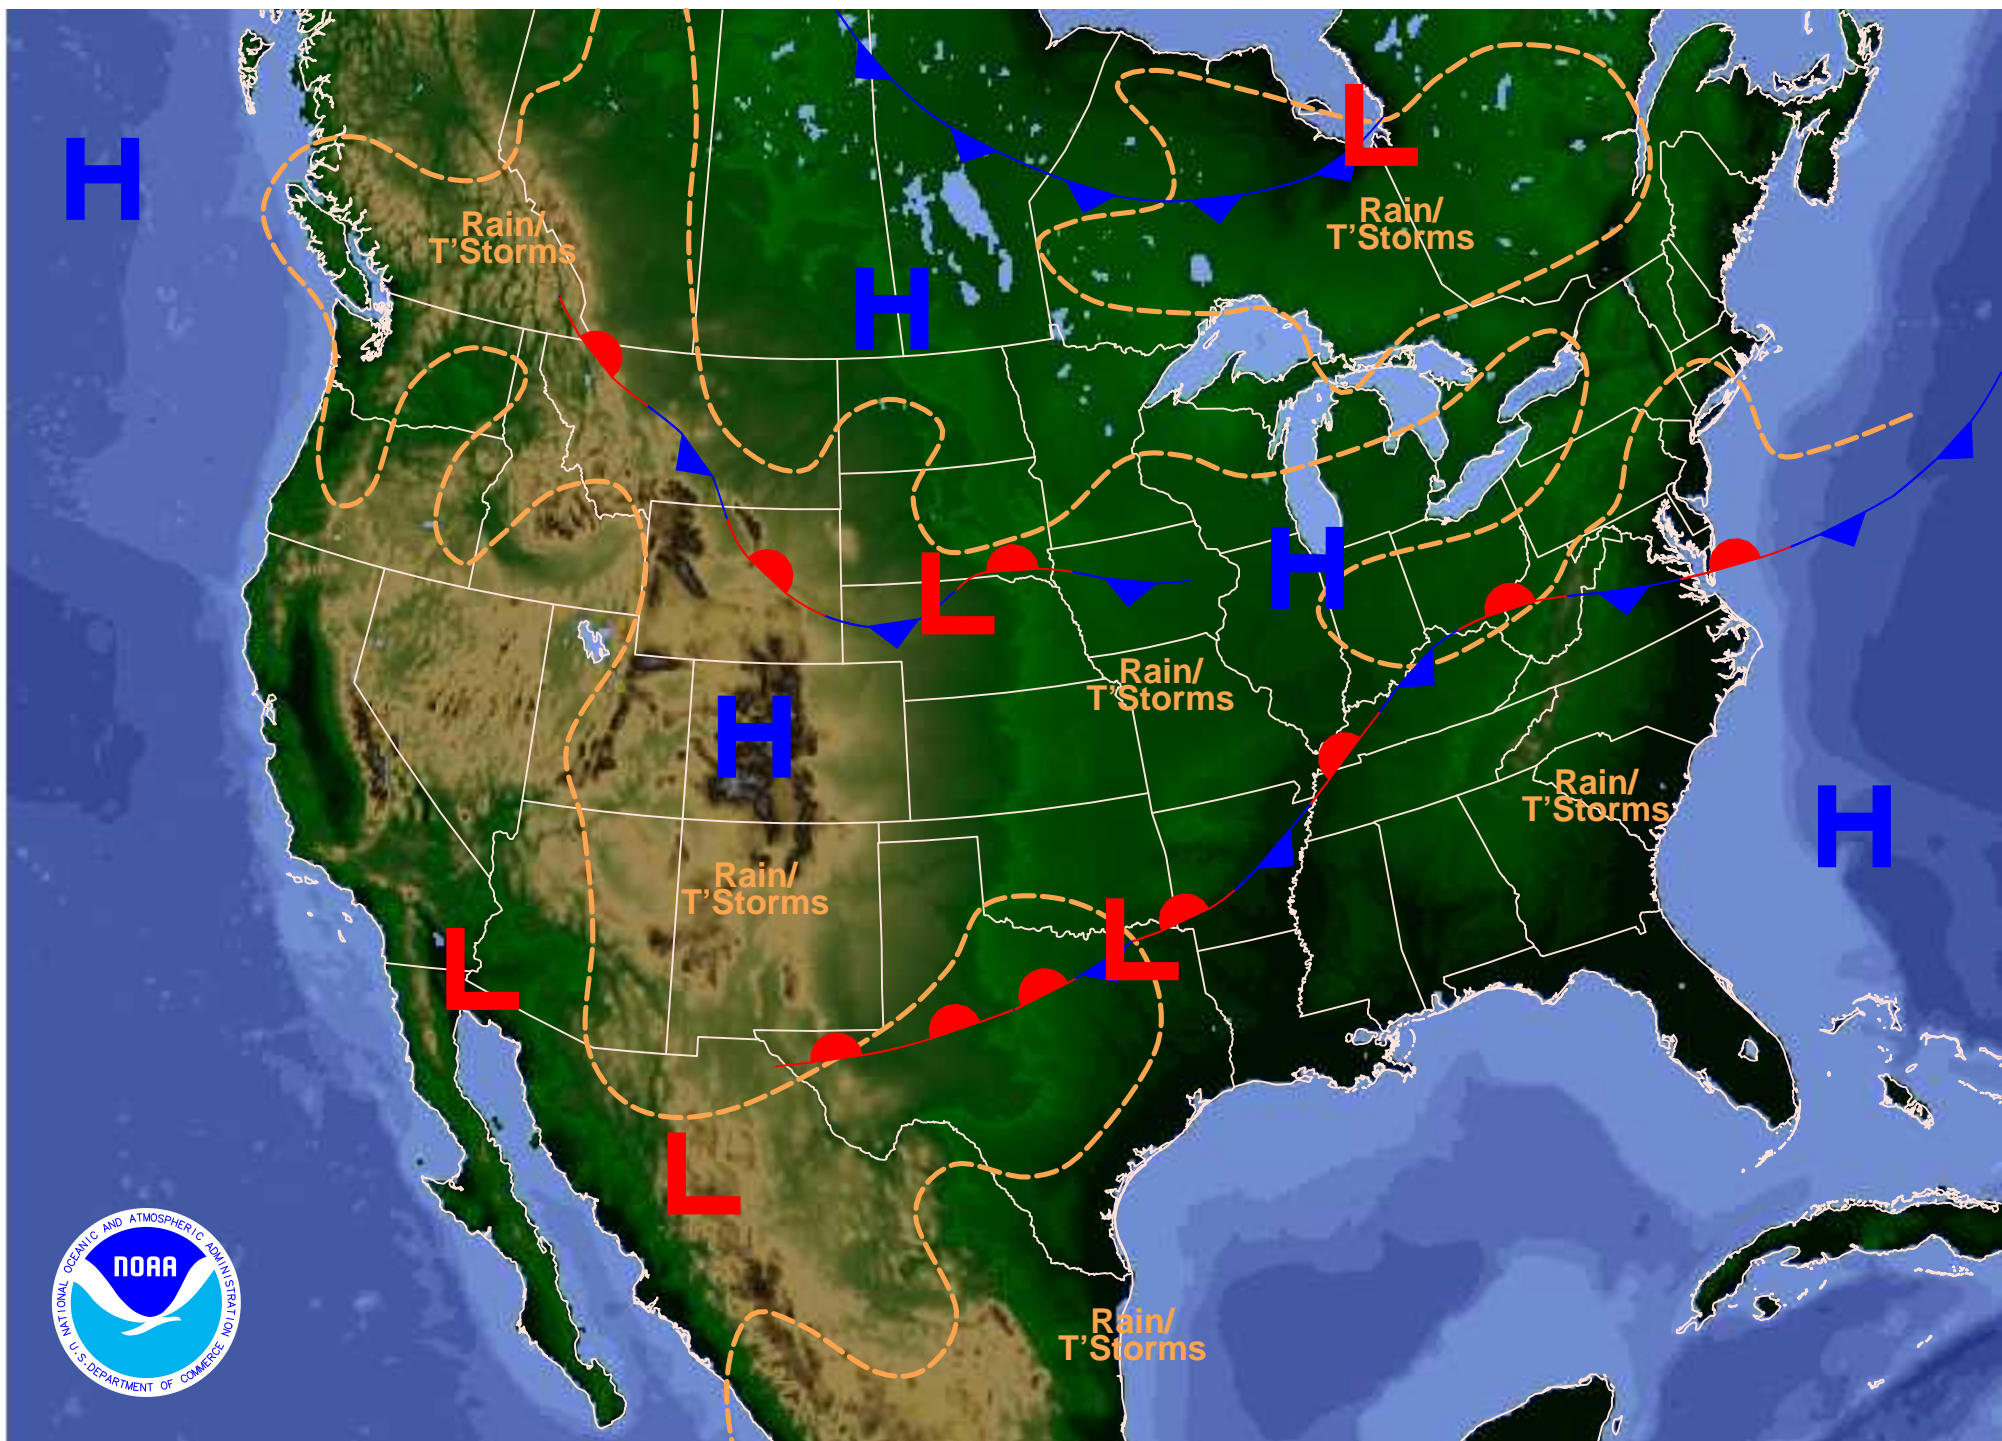 H
L
Rain/
T'Storms
Rain/
T'Storms
H
H
L
Rain/
T'Storms
H
Rain/
T'Storms
H
Rain/
T'Storms
L
L
L
NATIONAL OCEANIC AND ATMOSPHERIC ADMINISTRATION
NOAA
U.S. DEPARTMENT OF COMMERCE
Rain/
T'Storms